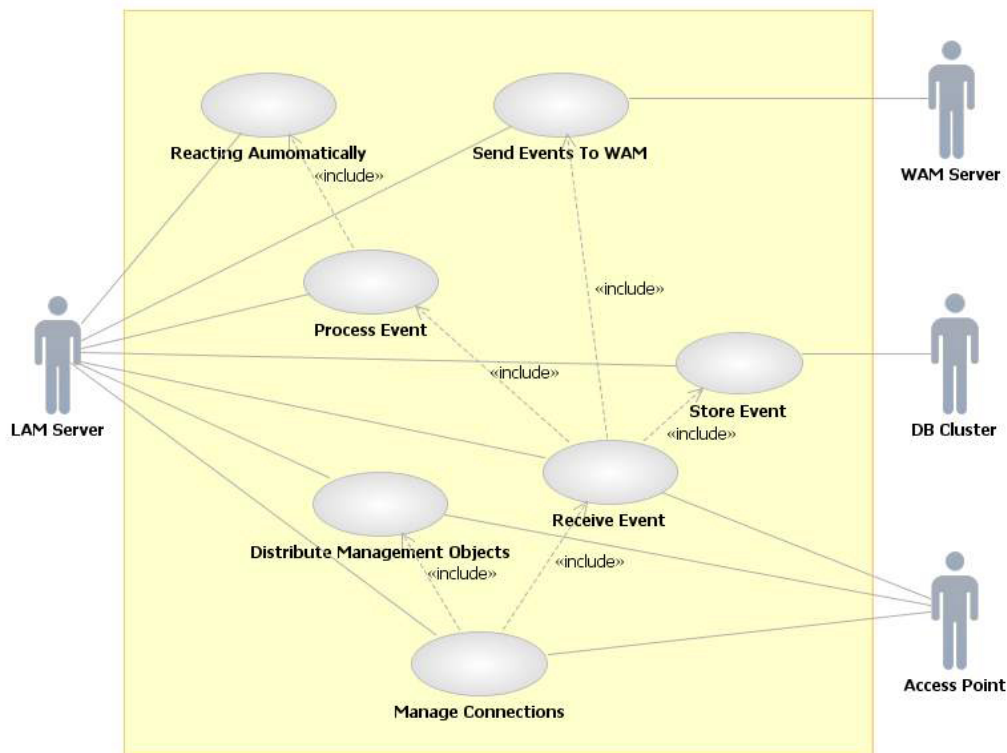 Reacting Aumomatically
Send Events To WAM
WAM Server
«include»
«include»
Process Event
«include»
Store Event
LAM Server
DB Cluster
«include»
Receive Event
Distribute Management Objects
«include»
«include»
Access Point
Manage Connections